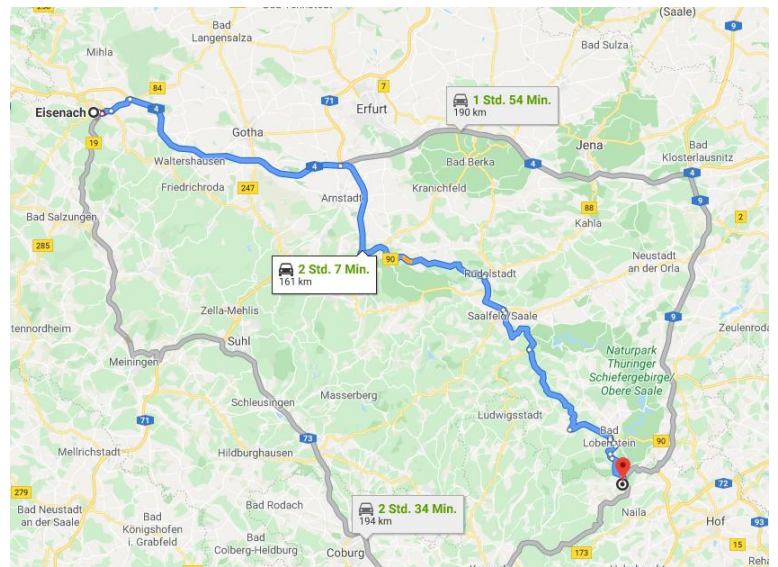 (Saale)
9
Bad
Langensalza
Mihla
Bad Sulza
84
7
71
1 Std. 54 Min.
190 km
Eisenach
4
Erfurt
Gotha
Jena
Bad
Klosterlausnitz
19
Waltershausen
Bad Berka
4
4
4
Friedrichroda
247
Arnstadt
Kranichfeld
9
Bad Salzungen
88
2
Kahla
285
2 Std. 7 Min.
161 km
90
Neustadt
an der Orla
Rudolstadt
Zella-Mehlis
Saalfeld/Saale
9
Zeulenroda
Suhl
Naturpark
Thüringer
Schiefergebirge/
Obere Saale
Meiningen
Masserberg
Schleusingen
Ludwigsstadt
71
73
Bad
Lobenstein
90
Mellrichstadt
Hildburghausen
279
72
Bad Neustadt
an der Saale
Bad Rodach
2 Std. 34 Min.
194 km
Naila
Hof
93
Bad
Königshofen
i. Grabfeld
Bad
Colberg-Heldburg
Coburg
173
15